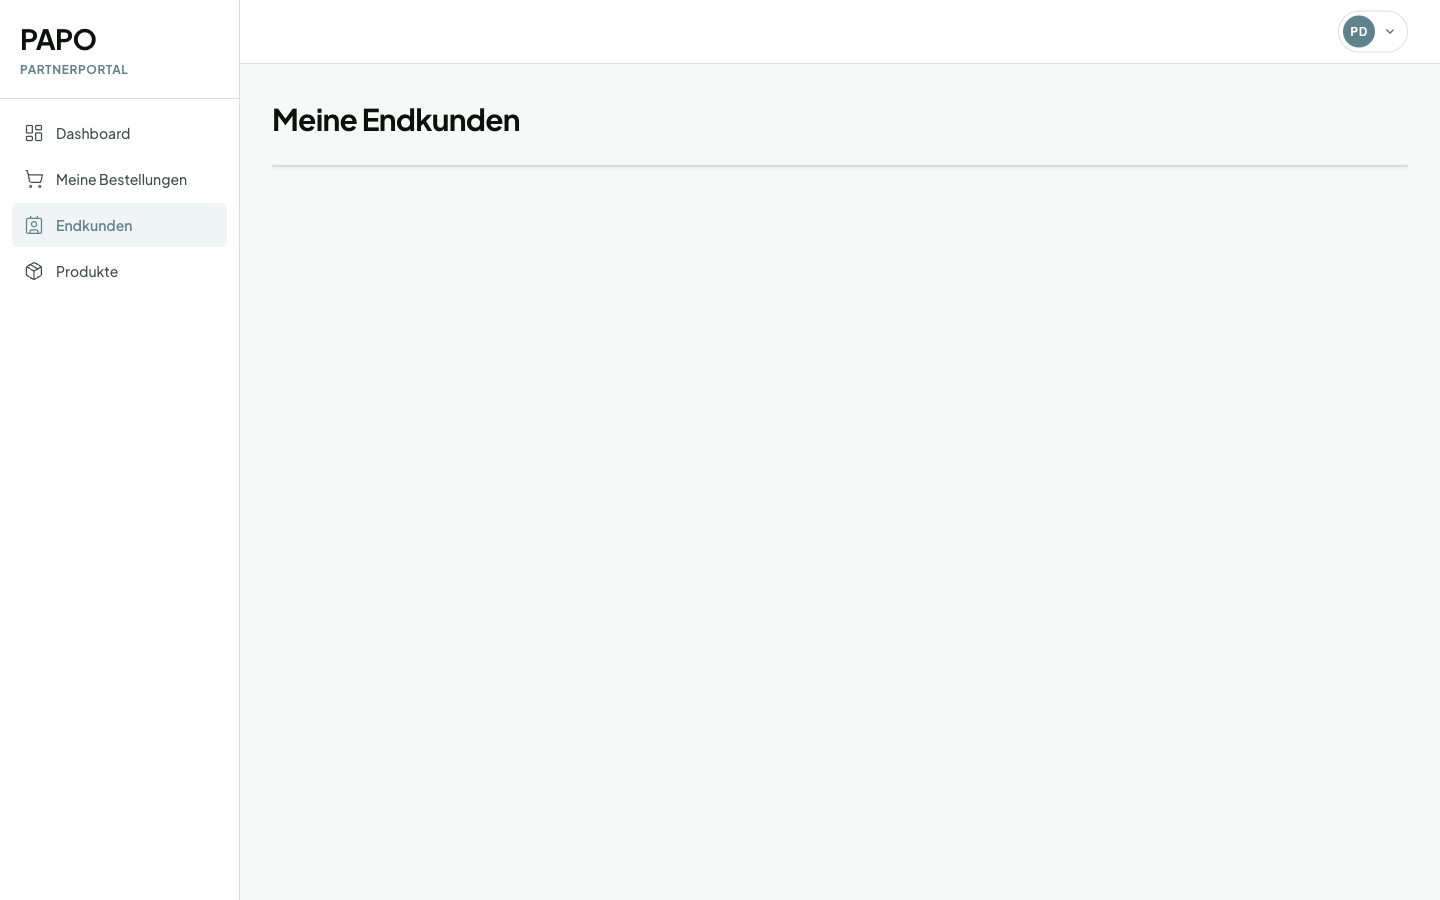 PAPO
PARTNERPORTAL
PD
Dashboard
Meine Bestellungen
Endkunden
Produkte
Meine Endkunden